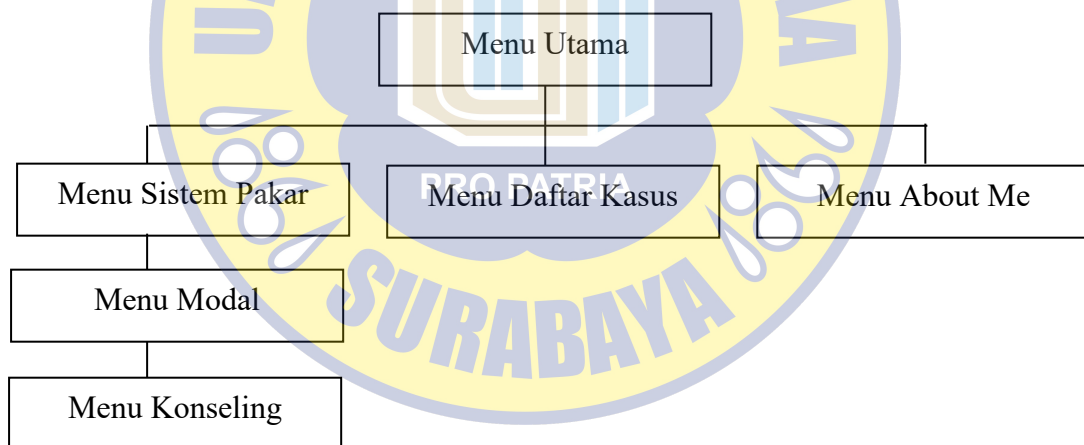 Menu Utama
Menu Sistem Pakar
Menu Daftar Kasus
Menu About Me
PRO PATRIA
Menu Modal
Menu Konseling
SURABAYA